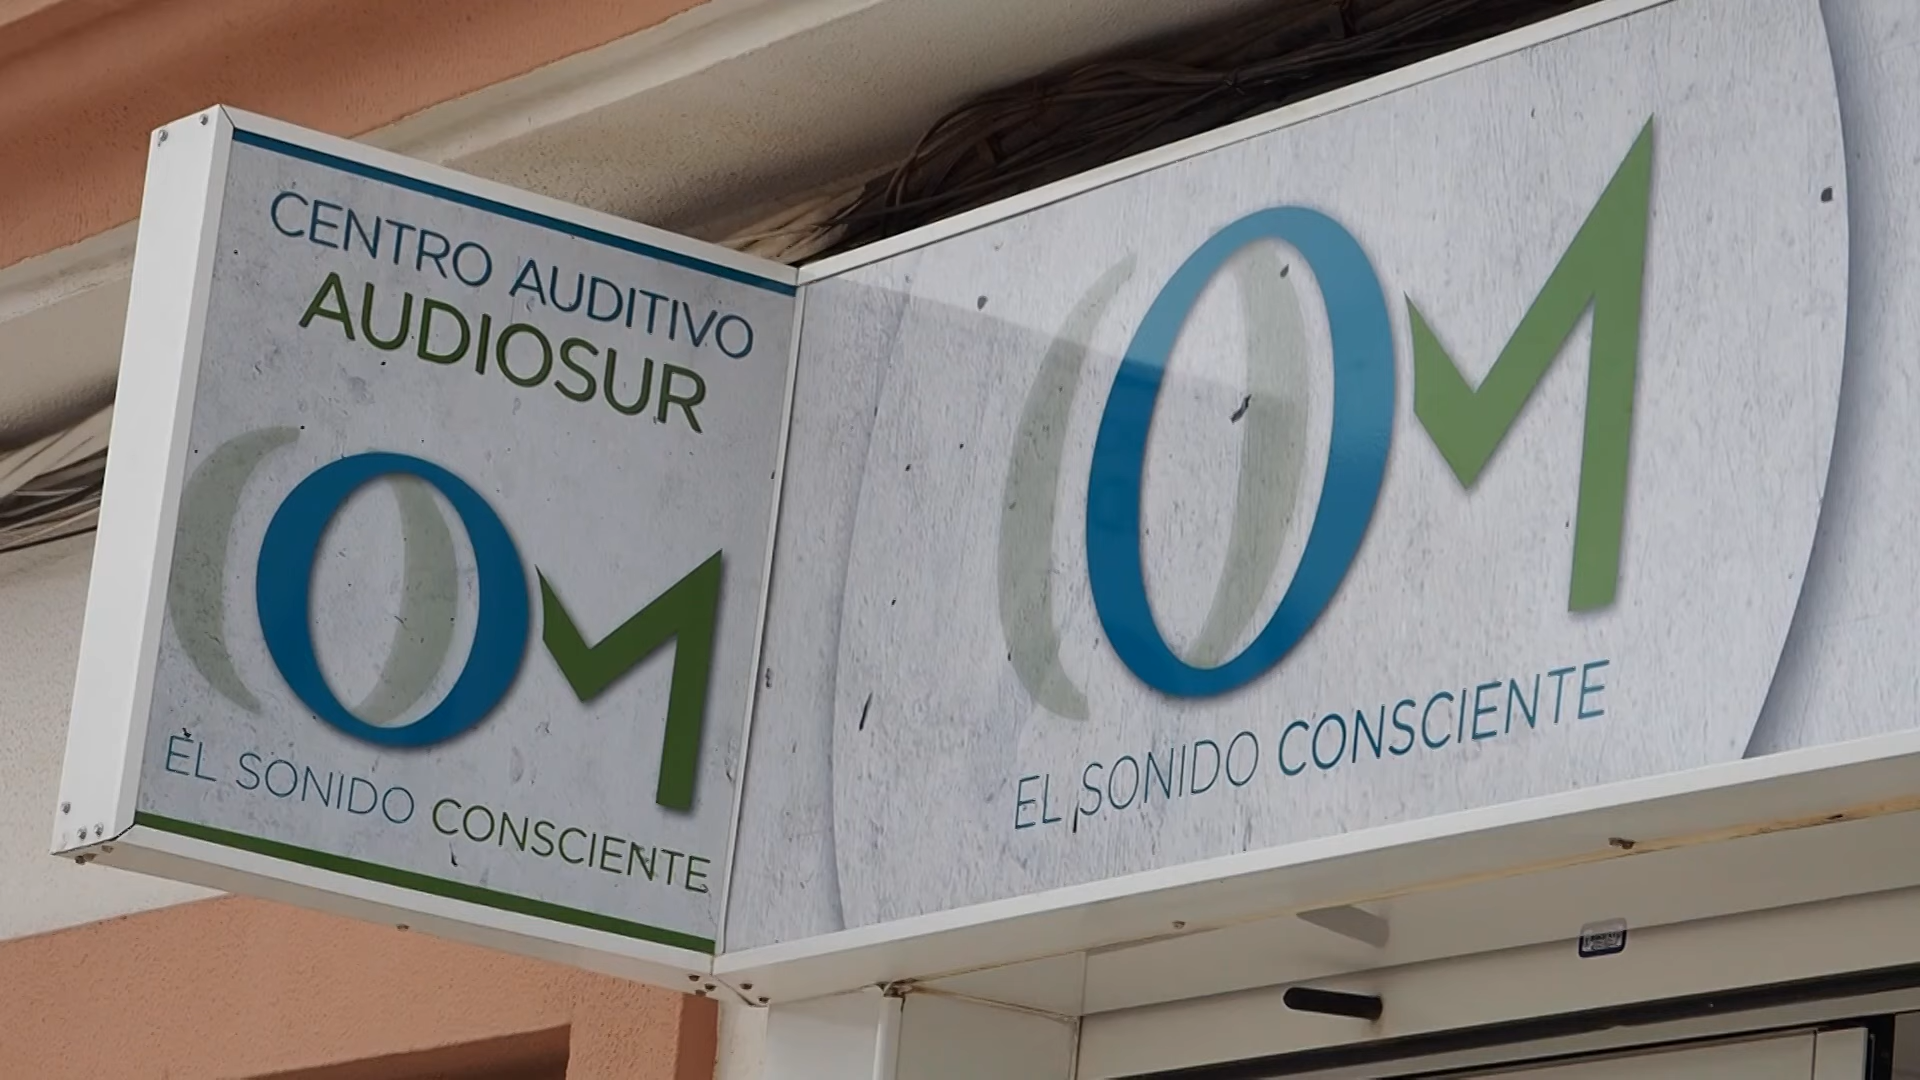 CENTRO AUDITIVO
AUDIOSUR
OM
EL SONIDO CONSCIENTE
OM
EL SONIDO CONSCIENTE